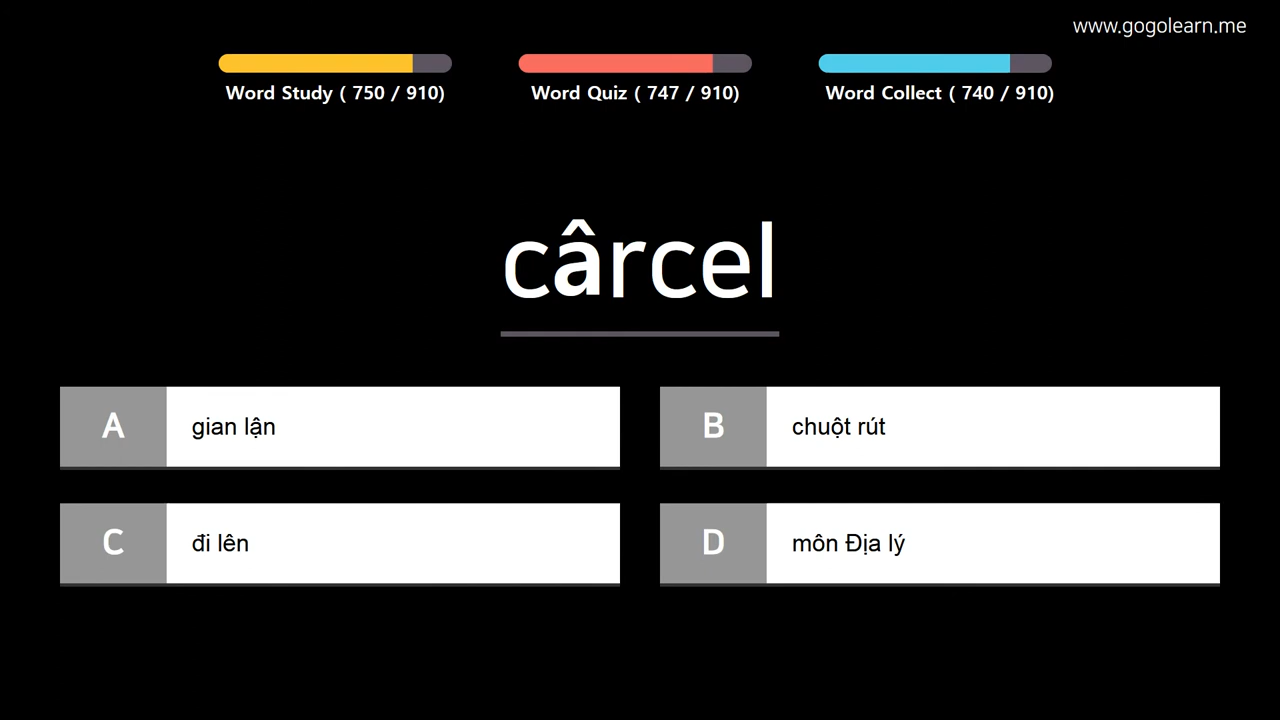 www.gogolearn.me
Word Study ( 750 / 910)
Word Quiz ( 747 / 910)
Word Collect ( 740 / 910)
cârcel
A gian lận
B chuột rút
C đi lên
D môn Địa lý